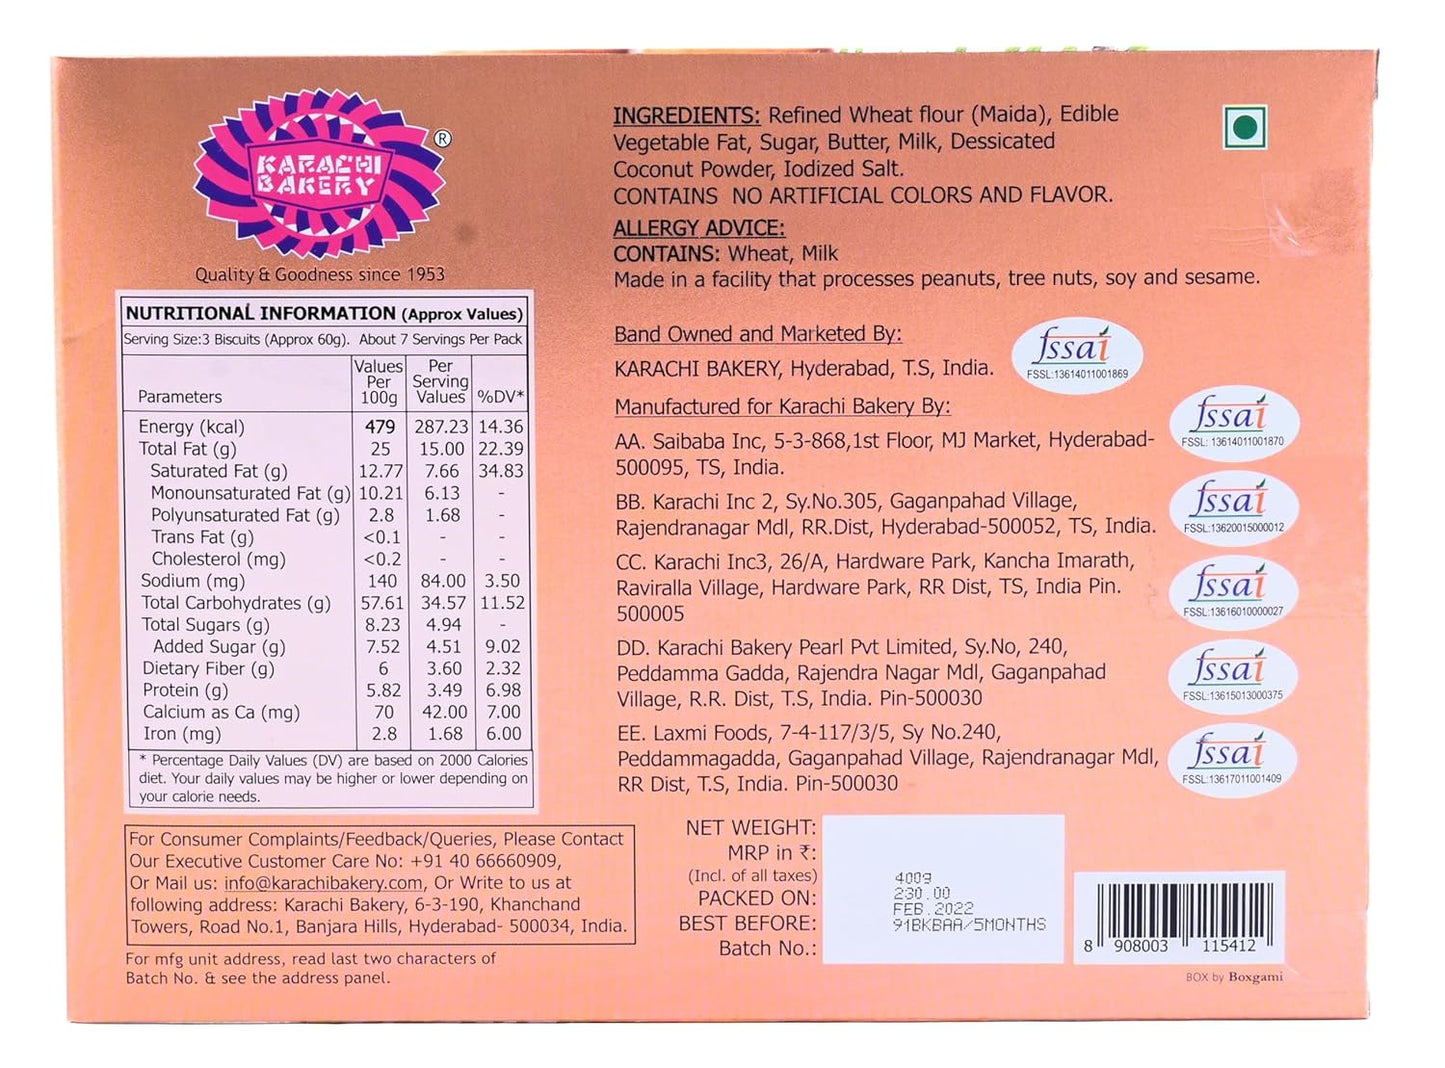 KARACHI
BAKERY
®
Quality & Goodness since 1953
NUTRITIONAL INFORMATION (Approx Values)
Serving Size:3 Biscuits (Approx 60g). About 7 Servings Per Pack
Parameters Values Per 100g Per Serving Values %DV*
Energy (kcal) 479 287.23 14.36
Total Fat (g) 25 15.00 22.39
Saturated Fat (g) 12.77 7.66 34.83
Monounsaturated Fat (g) 10.21 6.13 -
Polyunsaturated Fat (g) 2.8 1.68 -
Trans Fat (g) <0.1 - -
Cholesterol (mg) <0.2 - -
Sodium (mg) 140 84.00 3.50
Total Carbohydrates (g) 57.61 34.57 11.52
Total Sugars (g) 8.23 4.94 -
Added Sugar (g) 7.52 4.51 9.02
Dietary Fiber (g) 6 3.60 2.32
Protein (g) 5.82 3.49 6.98
Calcium as Ca (mg) 70 42.00 7.00
Iron (mg) 2.8 1.68 6.00
* Percentage Daily Values (DV) are based on 2000 Calories
diet. Your daily values may be higher or lower depending on
your calorie needs.
For Consumer Complaints/Feedback/Queries, Please Contact
Our Executive Customer Care No: +91 40 66660909,
Or Mail us: info@karachibakery.com, Or Write to us at
following address: Karachi Bakery, 6-3-190, Khanchand
Towers, Road No.1, Banjara Hills, Hyderabad- 500034, India.
For mfg unit address, read last two characters of
Batch No. & see the address panel.
INGREDIENTS: Refined Wheat flour (Maida), Edible
Vegetable Fat, Sugar, Butter, Milk, Dessicated
Coconut Powder, Iodized Salt.
CONTAINS NO ARTIFICIAL COLORS AND FLAVOR.
ALLERGY ADVICE:
CONTAINS: Wheat, Milk
Made in a facility that processes peanuts, tree nuts, soy and sesame.
Band Owned and Marketed By:
KARACHI BAKERY, Hyderabad, T.S, India.
fssai
FSSL:13614011001869
Manufactured for Karachi Bakery By:
AA. Saibaba Inc, 5-3-868,1st Floor, MJ Market, Hyderabad-
500095, TS, India.
fssai
FSSL: 13614011001870
BB. Karachi Inc 2, Sy.No.305, Gaganpahad Village,
Rajendranagar Mdl, RR.Dist, Hyderabad-500052, TS, India.
fssai
FSSL:13620015000012
CC. Karachi Inc3, 26/A, Hardware Park, Kancha Imarath,
Raviralla Village, Hardware Park, RR Dist, TS, India Pin.
500005
fssai
FSSL:13616010000027
DD. Karachi Bakery Pearl Pvt Limited, Sy.No, 240,
Peddamma Gadda, Rajendra Nagar Mdl, Gaganpahad
Village, R.R. Dist, T.S, India. Pin-500030
fssai
FSSL:13615013000375
EE. Laxmi Foods, 7-4-117/3/5, Sy No.240,
Peddammagadda, Gaganpahad Village, Rajendranagar Mdl,
RR Dist, T.S, India. Pin-500030
fssai
FSSL:13617011001409
NET WEIGHT:
MRP in ₹:
(Incl. of all taxes)
PACKED ON:
BEST BEFORE:
Batch No.:
400g
230.00
FEB.2022
91BKBAA/5MONTHS
8 908003 115412
BOX by Boxgami